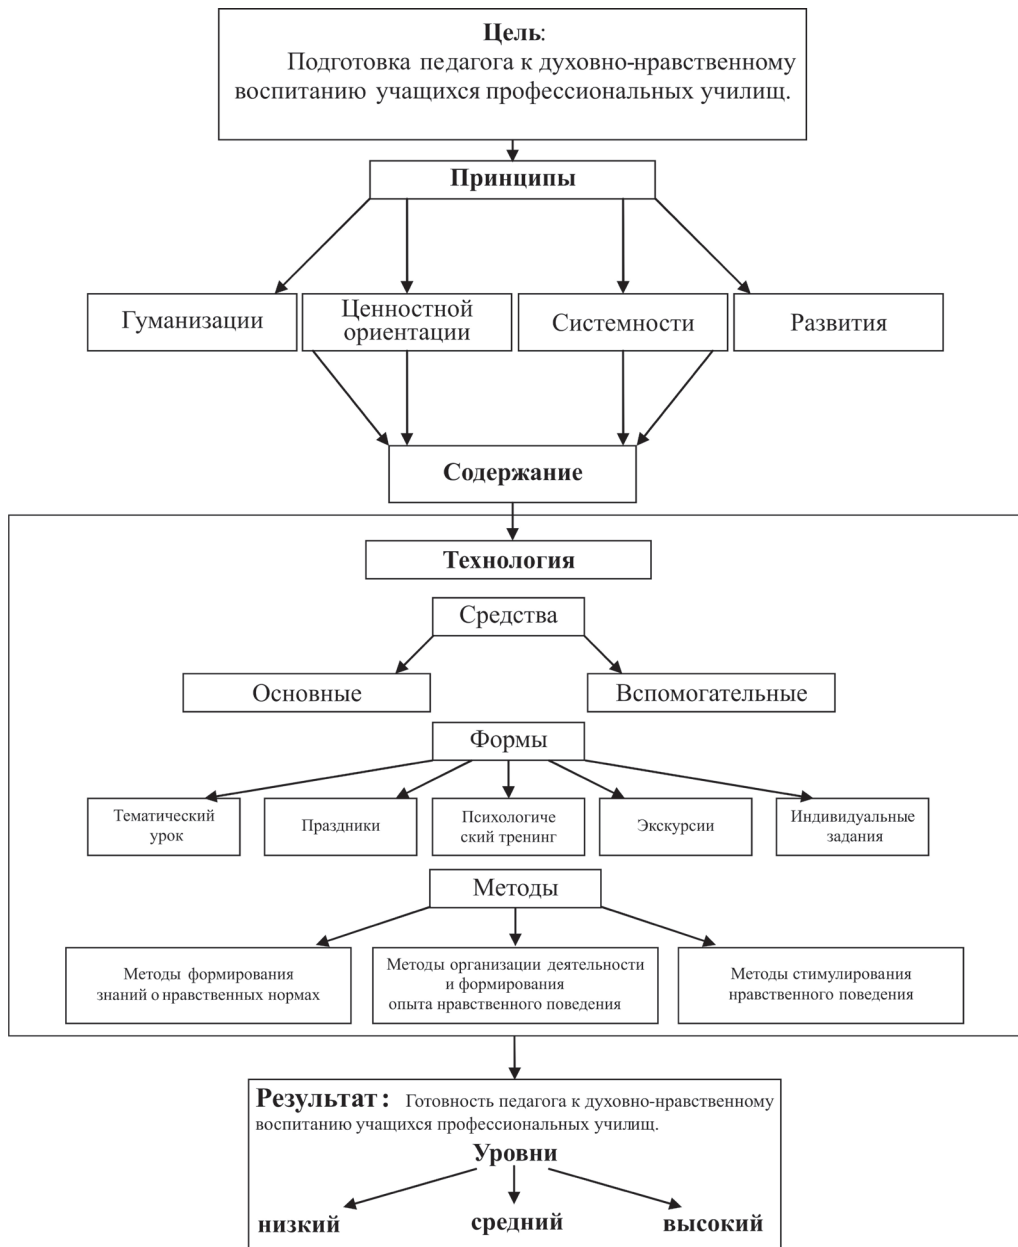 Цель:
Подготовка педагога к духовно-нравственному
воспитанию учащихся профессиональных училищ.
Принципы
Гуманизации
Ценностной
ориентации
Системности
Развития
Содержание
Технология
Средства
Основные
Вспомогательные
Формы
Тематический
урок
Праздники
Психологиче
ский тренинг
Экскурсии
Индивидуальные
задания
Методы
Методы формирования
знаний о нравственных нормах
Методы организации деятельности
и формирования
опыта нравственного поведения
Методы стимулирования
нравственного поведения
Результат: Готовность педагога к духовно-нравственному
воспитанию учащихся профессиональных училищ.
Уровни
низкий
средний
высокий